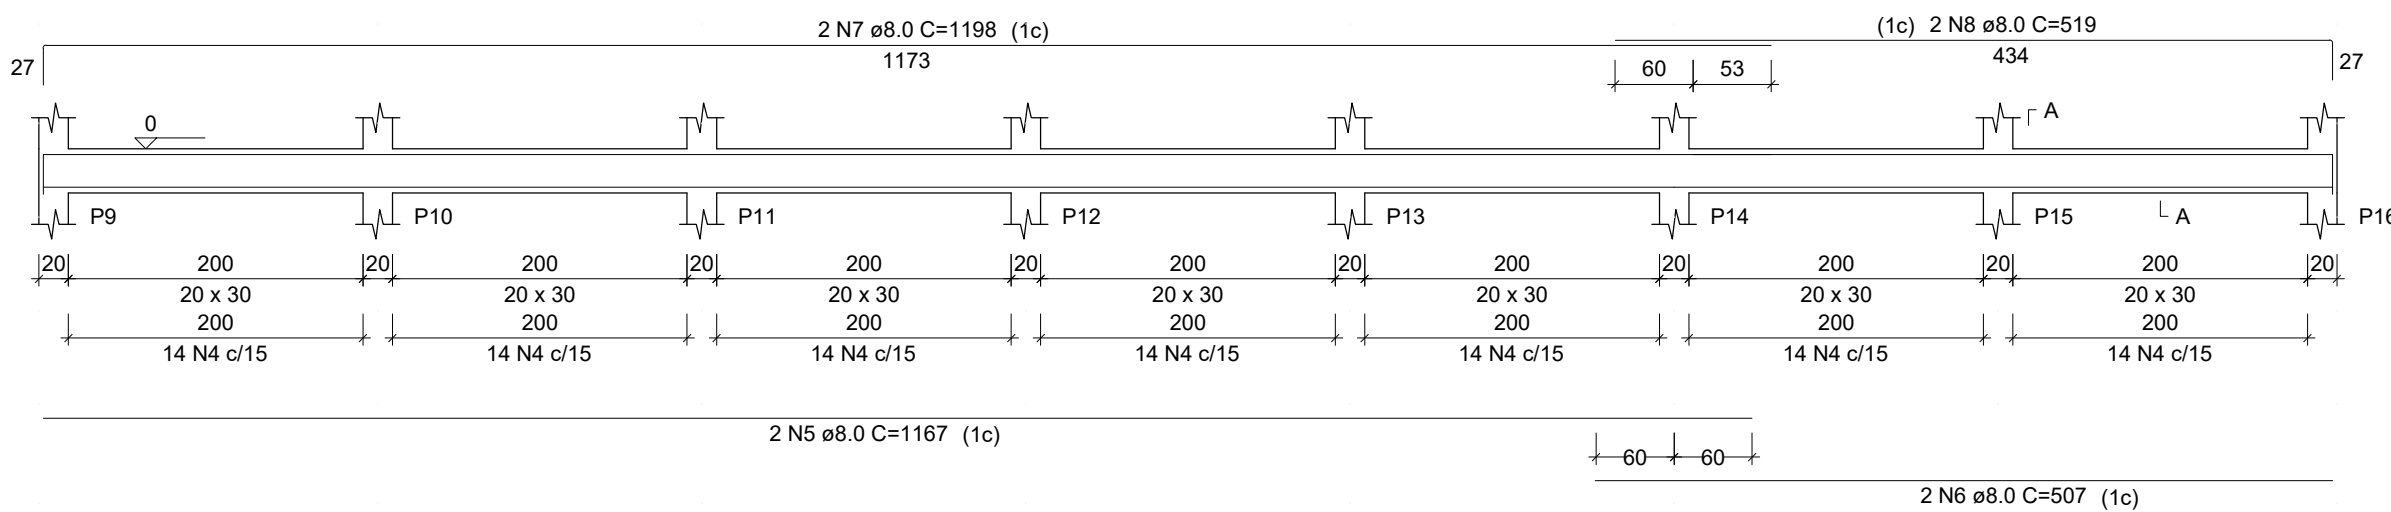 2 N7 ø8.0 C=1198 (1c)
(1c) 2 N8 ø8.0 C=519
27
1173
434
27
60 53
0
A
P9 P10 P11 P12 P13 P14 P15 A P16
20 200 20 200 20 200 20 200 20 200 20 200 20 200 20
20 x 30 20 x 30 20 x 30 20 x 30 20 x 30 20 x 30 20 x 30
200 200 200 200 200 200 200
14 N4 c/15 14 N4 c/15 14 N4 c/15 14 N4 c/15 14 N4 c/15 14 N4 c/15 14 N4 c/15
2 N5 ø8.0 C=1167 (1c)
60 60
2 N6 ø8.0 C=507 (1c)